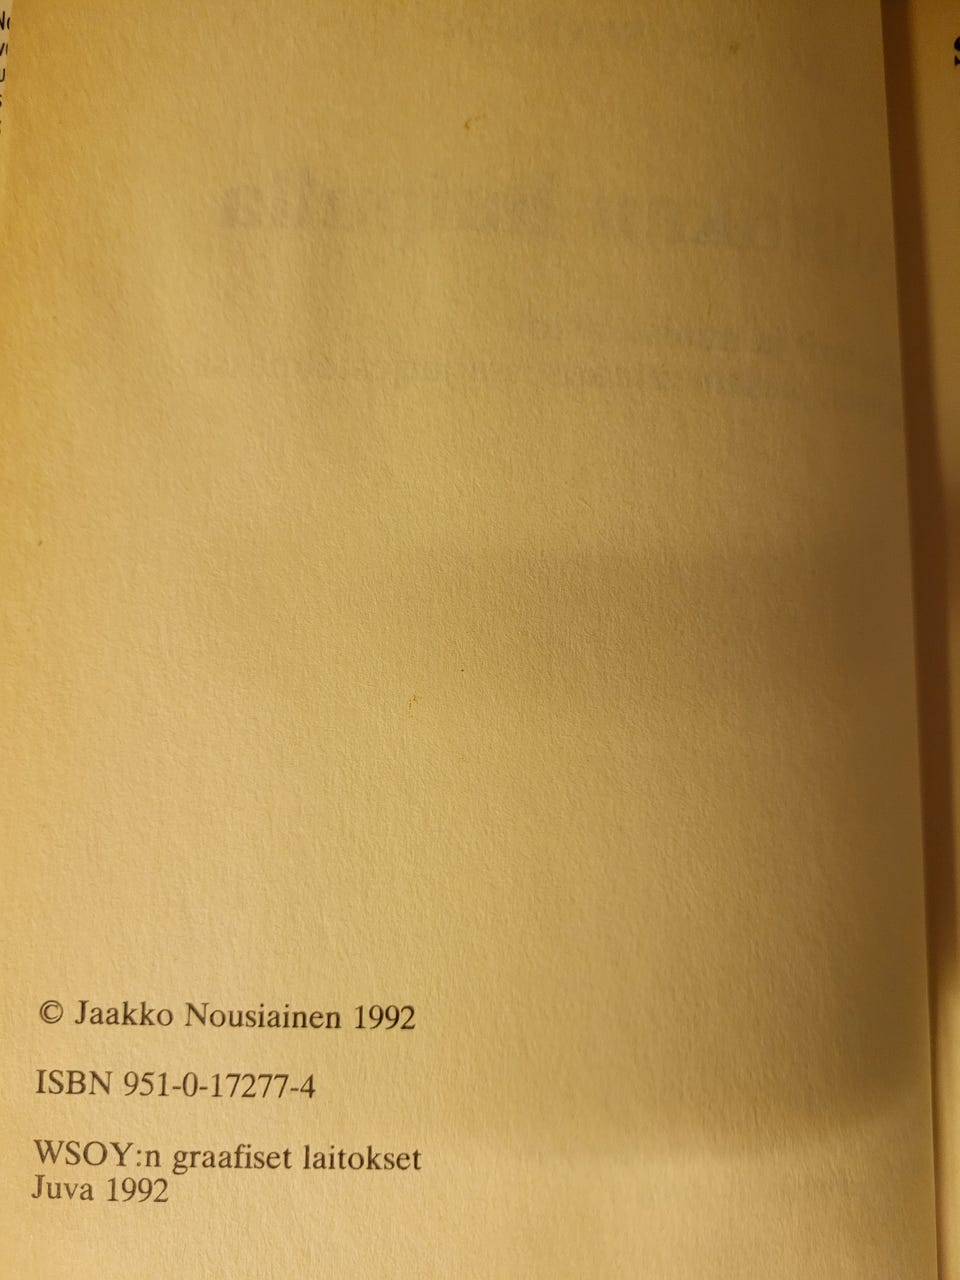 © Jaakko Nousiainen 1992
ISBN 951-0-17277-4
WSOY:n graafiset laitokset
Juva 1992